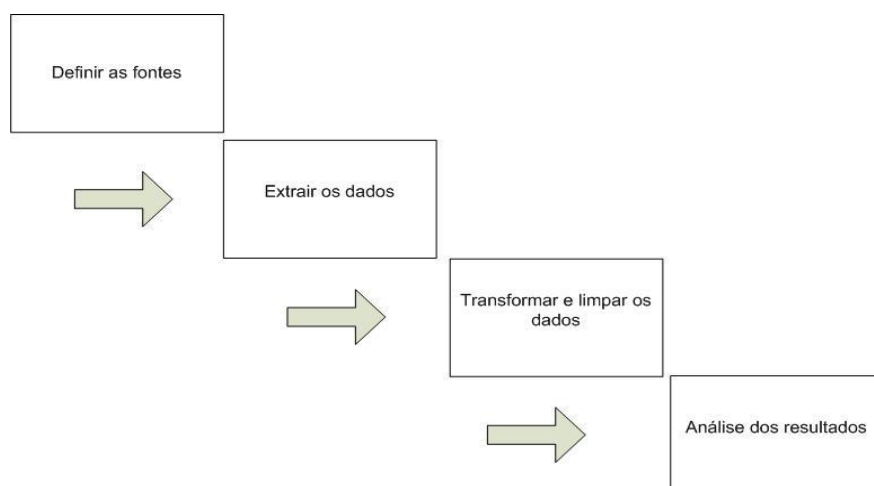 Definir as fontes
Extrair os dados
Transformar e limpar os
dados
Análise dos resultados